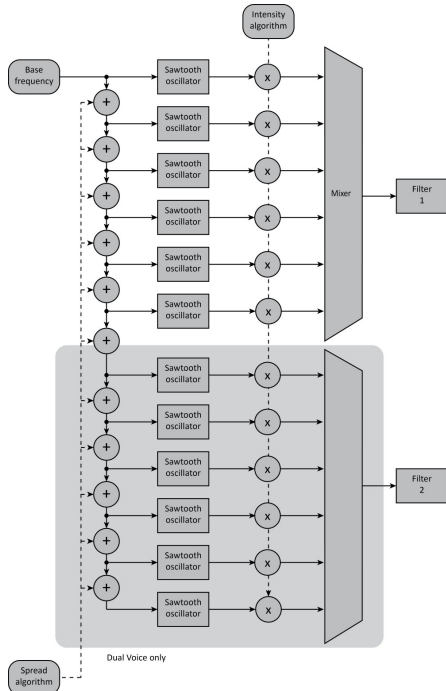 Intensity
algorithm
Base
frequency
Sawtooth
oscillator
x
+
Sawtooth
oscillator
x
+
Sawtooth
oscillator
x
Mixer
Filter
1
+
Sawtooth
oscillator
x
+
Sawtooth
oscillator
x
+
Sawtooth
oscillator
x
+
Sawtooth
oscillator
x
+
Sawtooth
oscillator
x
+
Sawtooth
oscillator
x
Filter
2
+
Sawtooth
oscillator
x
+
Sawtooth
oscillator
x
+
Sawtooth
oscillator
x
Dual Voice only
Spread
algorithm